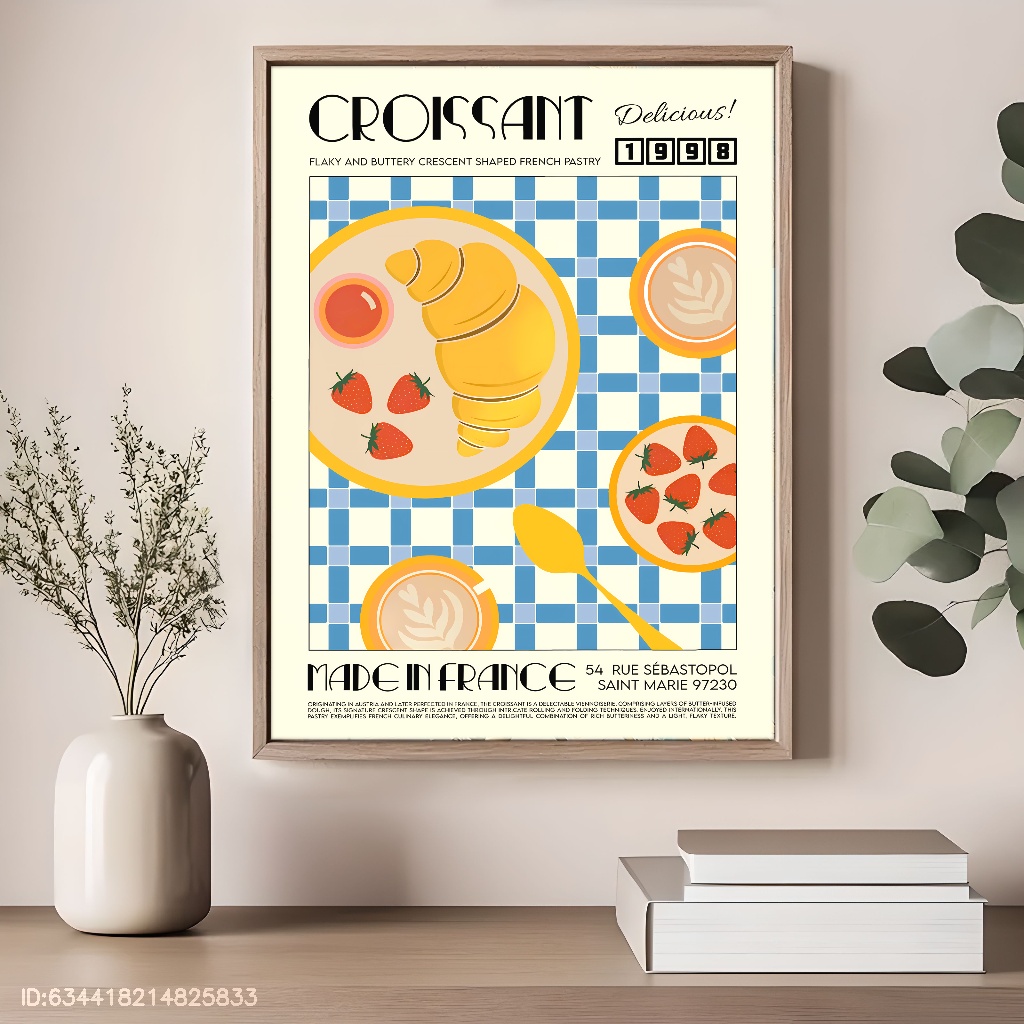 CROISSANT
Delicious!
1998
FLAKY AND BUTTERY CRESCENT SHAPED FRENCH PASTRY
MADE IN FRANCE
54 RUE SÉBASTOPOL
SAINT MARIE 97230
ORIGINATING IN AUSTRIA AND LATER PERFECTED IN FRANCE, THE CROISSANT IS A DELECTABLE VIENNOISERIE. COMPRISING LAYERS OF BUTTER-INFUSED
DOUGH, ITS SIGNATURE CRESCENT SHAPE IS ACHIEVED THROUGH INTRICATE ROLLING AND FOLDING TECHNIQUES. ENJOYED INTERNATIONALLY, THIS
PASTRY EXEMPLIFIES FRENCH CULINARY ELEGANCE, OFFERING A DELIGHTFUL COMBINATION OF RICH BUTTERINESS AND A LIGHT, FLAKY TEXTURE.
ID:634418214825833